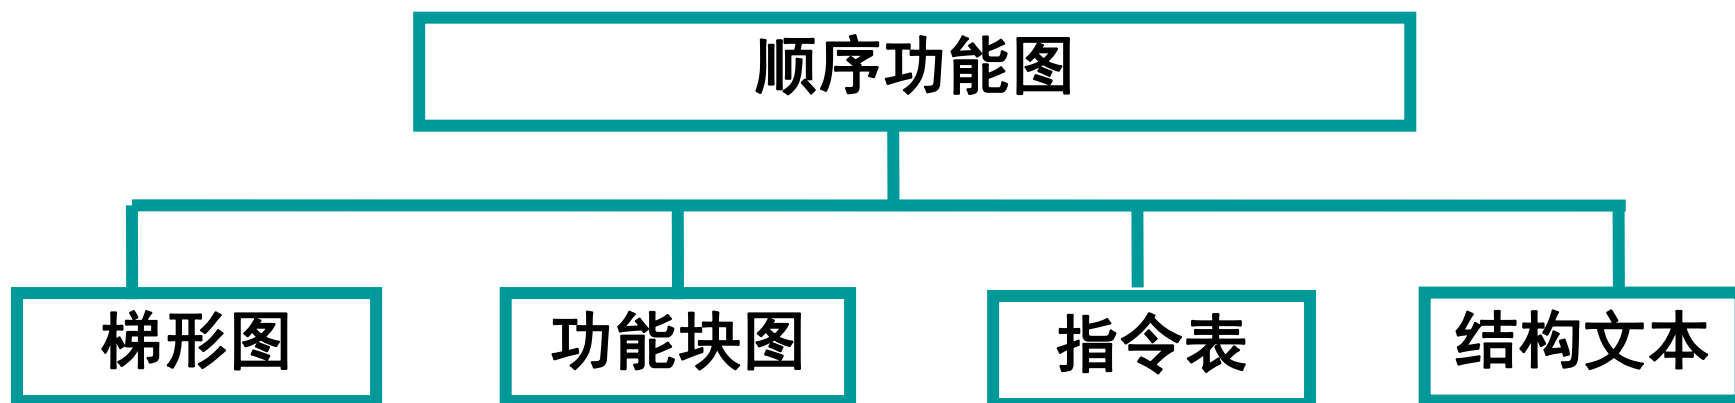 顺序功能图
梯形图
功能块图
指令表
结构文本